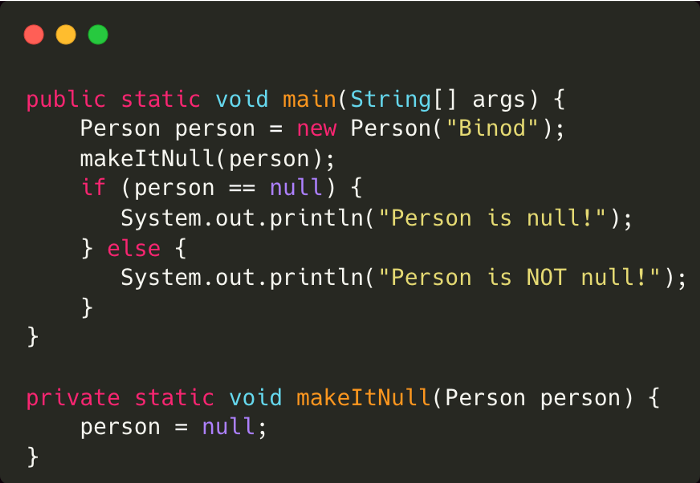 public static void main(String[] args) {
    Person person = new Person("Binod");
    makeItNull(person);
    if (person == null) {
       System.out.println("Person is null!");
    } else {
       System.out.println("Person is NOT null!");
    }
}

private static void makeItNull(Person person) {
    person = null;
}